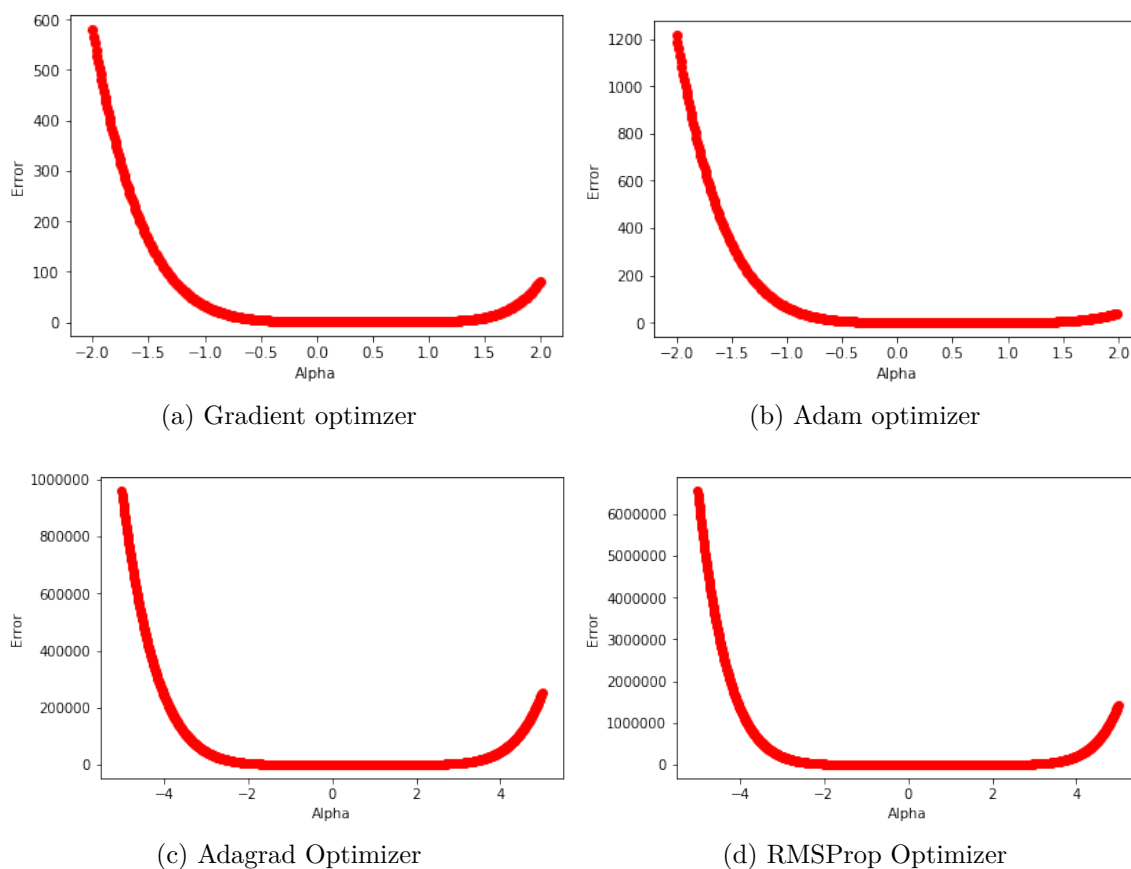 600
500
400
300
200
100
0
Error
−2.0 −1.5 −1.0 −0.5 0.0 0.5 1.0 1.5 2.0
Alpha
(a) Gradient optimzer
1200
1000
800
600
400
200
0
Error
−2.0 −1.5 −1.0 −0.5 0.0 0.5 1.0 1.5 2.0
Alpha
(b) Adam optimizer
1000000
800000
600000
400000
200000
0
Error
−4 −2 0 2 4
Alpha
(c) Adagrad Optimizer
6000000
5000000
4000000
3000000
2000000
1000000
0
Error
−4 −2 0 2 4
Alpha
(d) RMSProp Optimizer